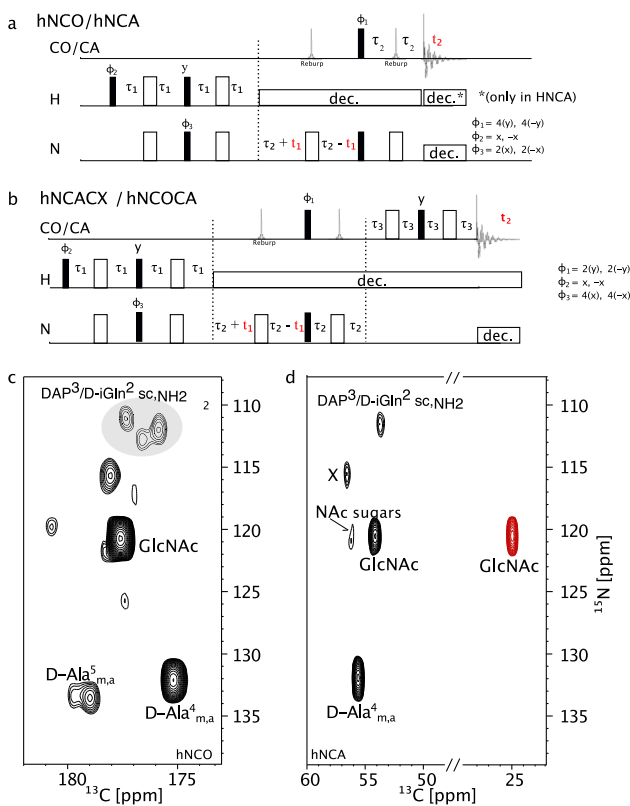 a hNCO/hNCA
ϕ1
CO/CA
τ2 τ2 t2
Reburp Reburp
ϕ2 y
τ1 τ1 τ1 τ1
H dec. dec.* *(only in HNCA)
ϕ3
N τ2 + t1 τ2 - t1 dec.
ϕ1 = 4(y), 4(-y)
ϕ2 = x, -x
ϕ3 = 2(x), 2(-x)
b hNCACX / hNCOCA
ϕ1 y
CO/CA τ3 τ3 τ3 τ3 t2
Reburp
ϕ2 y
τ1 τ1 τ1 τ1
H dec.
ϕ1 = 2(y), 2(-y)
ϕ2 = x, -x
ϕ3 = 4(x), 4(-x)
ϕ3
N τ2 + t1 τ2 - t1 τ2 τ2 dec.
c
DAP3/D-iGln2 sc,NH2
2
110
115
120
GlcNAc
125
130
D-Ala5m,a
D-Ala4m,a
135
hNCO
180 175
13C [ppm]
d
DAP3/D-iGln2 sc,NH2
110
X
115
NAc sugars
120
GlcNAc GlcNAc
125
130
D-Ala4m,a
135
hNCA
60 55 50 25
13C [ppm]
15N [ppm]